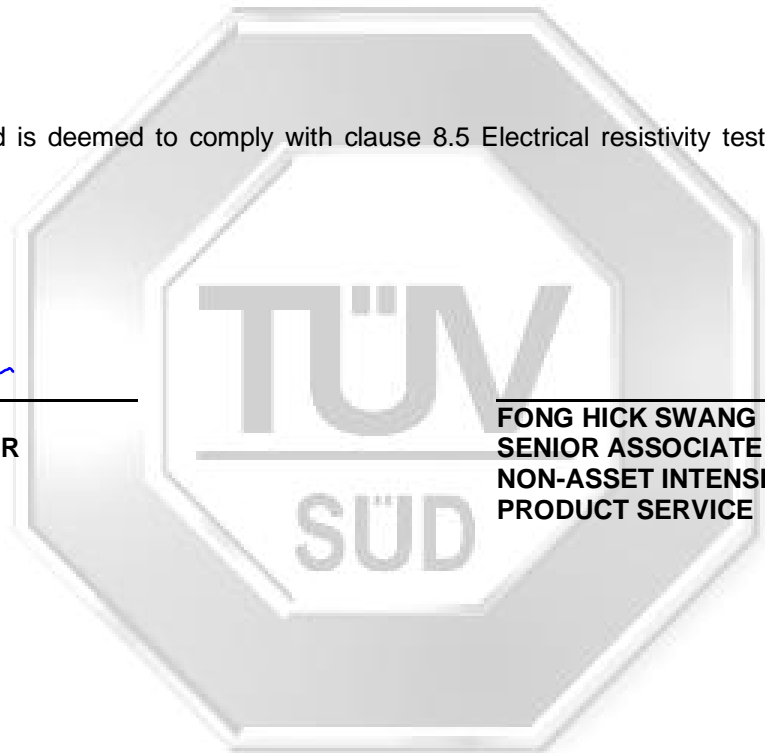 is deemed to comply with clause 8.5 Electrical resistivity test
TÜV
SÜD
R
FONG HICK SWANG
SENIOR ASSOCIATE
NON-ASSET INTENSI
PRODUCT SERVICE